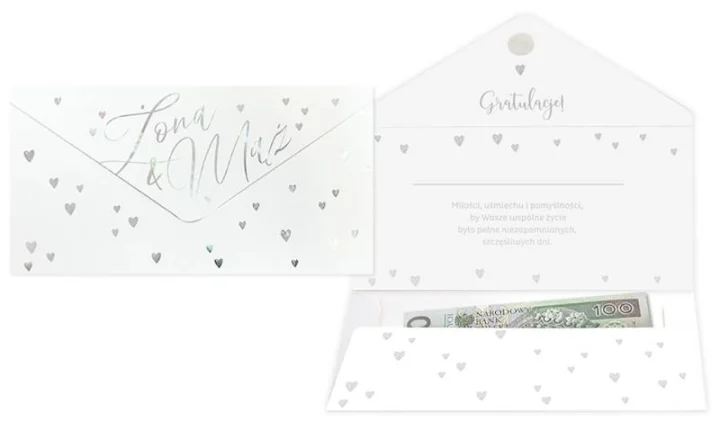 Żona
& Mąż
Gratulacje!
Miłości, uśmiechu i pomyślności,
by Wasze wspólne życie
było pełne niezapomnianych,
szczęśliwych dni.
NARODOWY
BANK
100